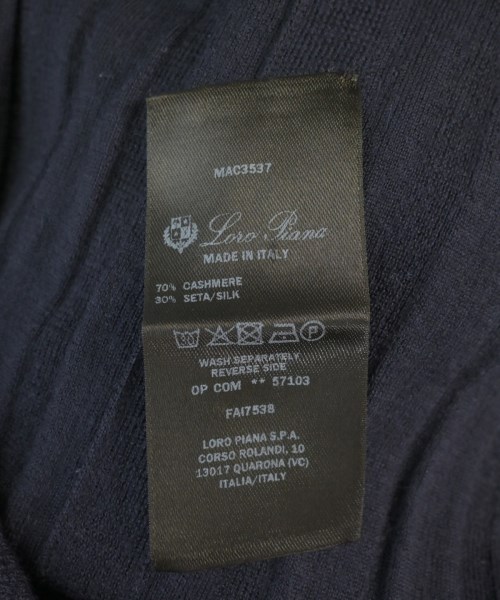 MAC3537
Loro Piana
MADE IN ITALY
70% CASHMERE
30% SETA/SILK
P
WASH SEPARATELY
REVERSE SIDE
OP COM ** 57103
FAI7538
LORO PIANA S.P.A.
CORSO ROLANDI, 10
13017 QUARONA (VC)
ITALIA/ITALY